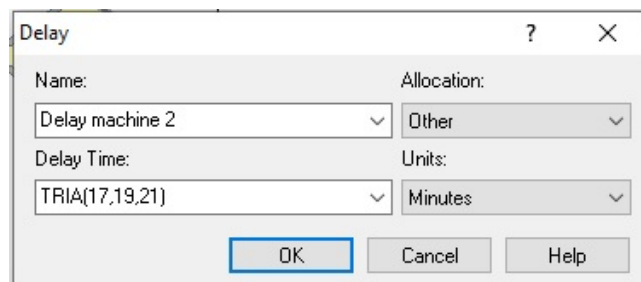 Delay ?
Name: Allocation:
Delay machine 2 Other
Delay Time: Units:
TRIA(17,19,21) Minutes
OK Cancel Help